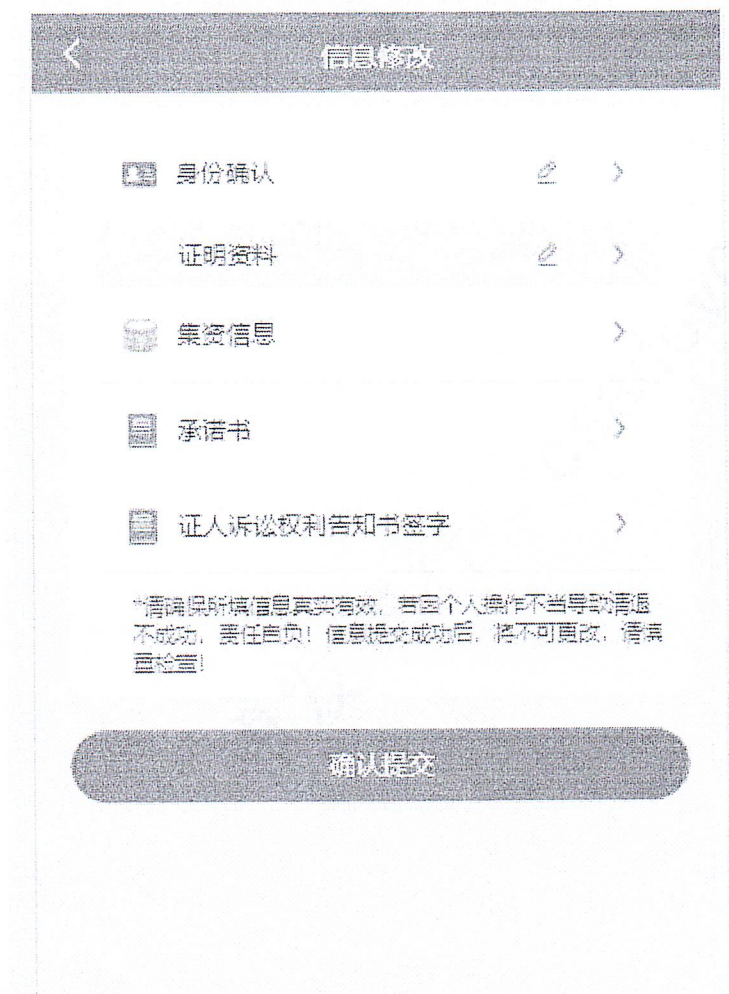 信息修改
身份确认
证明资料
集资信息
承诺书
证人诉讼权利告知书签字
*请确保所填信息真实有效，若因个人操作不当导致清退
不成功，责任自负！信息提交成功后，将不可更改，请慎
重检查！
确认提交